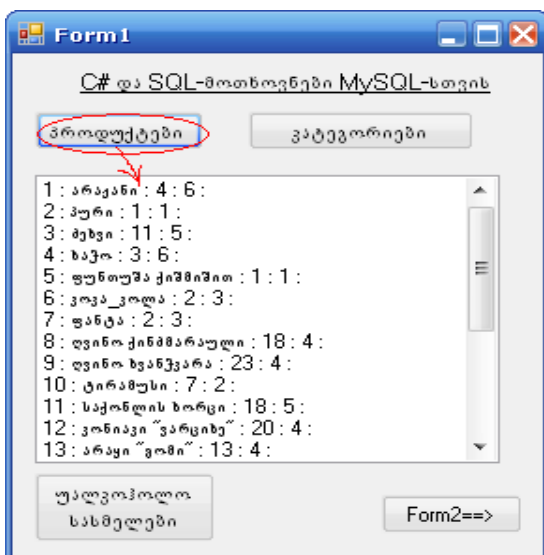 Form1
C# და SQL-მოთხოვნები MySQL-სთვის
პროდუქტები
კატეგორიები
1 : არაჟანი : 4 : 6 :
2 : პური : 1 : 1 :
3 : ძეხვი : 11 : 5 :
4 : ხაჭო : 3 : 6 :
5 : ფუნთუშა ქიშმიშით : 1 : 1 :
6 : კოკა_კოლა : 2 : 3 :
7 : ფანტა : 2 : 3 :
8 : ღვინო ქინძმარაული : 18 : 4 :
9 : ღვინო ხვანჭკარა : 23 : 4 :
10 : ტირამუსი : 7 : 2 :
11 : საქონლის ხორცი : 18 : 5 :
12 : კონიაკი "ვარციხე" : 20 : 4 :
13 : არაყი "გომი" : 13 : 4 :
უალკოჰოლო
სასმელები
Form2==>